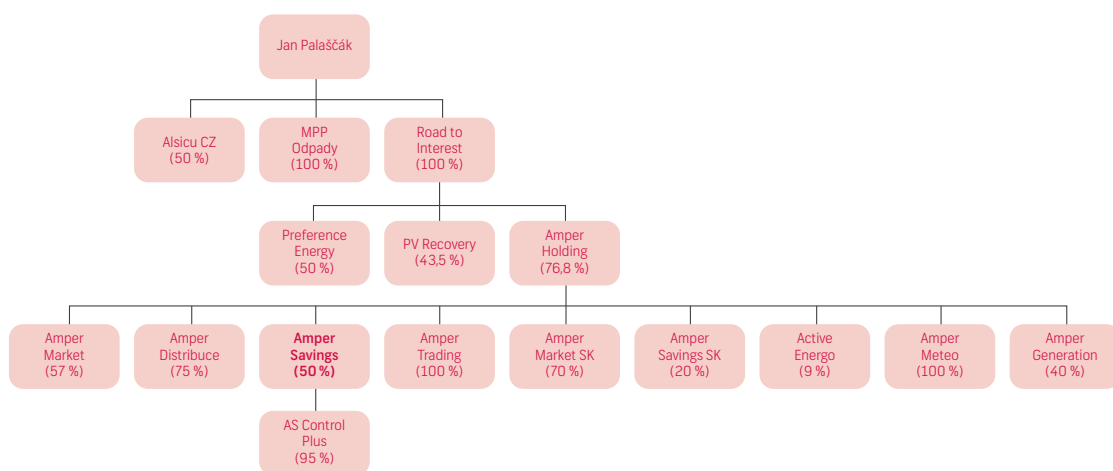 Jan Palaščák
Alsicu CZ
(50 %)
MPP
Odpady
(100 %)
Road to
Interest
(100 %)
Preference
Energy
(50 %)
PV Recovery
(43,5 %)
Amper
Holding
(76,8 %)
Amper
Market
(57 %)
Amper
Distribuce
(75 %)
Amper
Savings
(50 %)
Amper
Trading
(100 %)
Amper
Market SK
(70 %)
Amper
Savings SK
(20 %)
Active
Energo
(9 %)
Amper
Meteo
(100 %)
Amper
Generation
(40 %)
AS Control
Plus
(95 %)